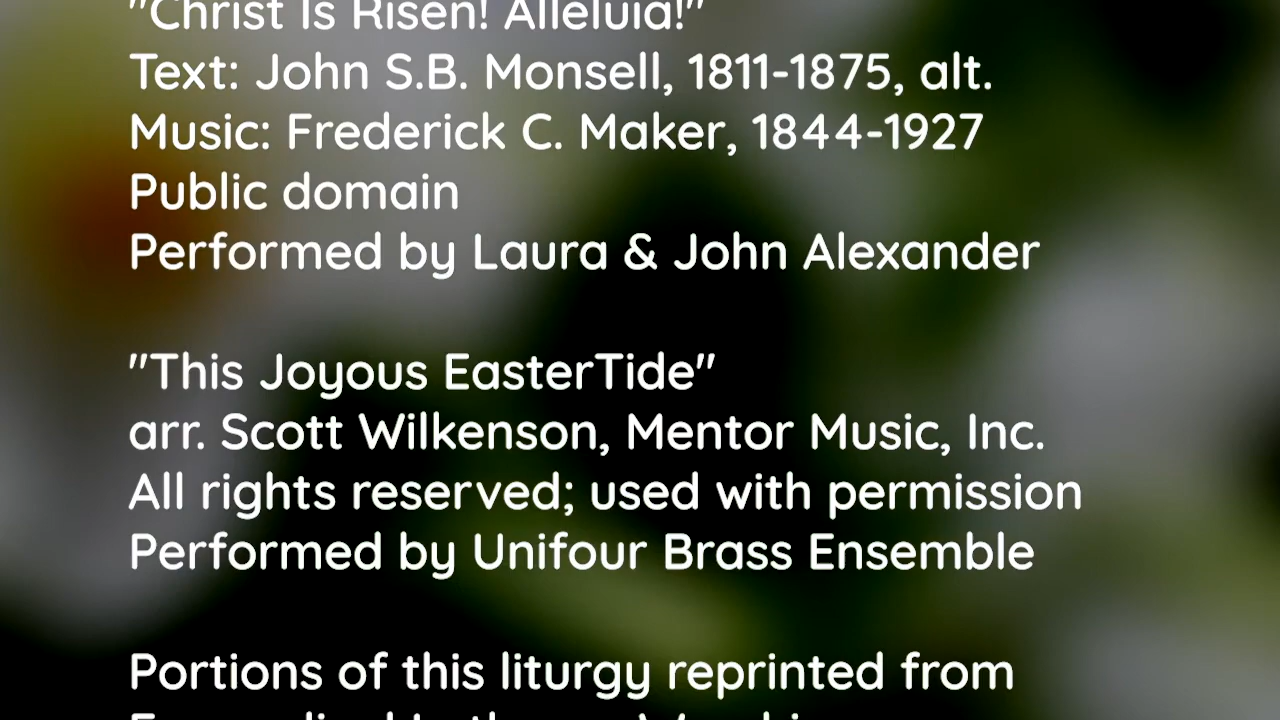 "Christ Is Risen! Alleluia!"
Text: John S.B. Monsell, 1811-1875, alt.
Music: Frederick C. Maker, 1844-1927
Public domain
Performed by Laura & John Alexander
"This Joyous EasterTide"
arr. Scott Wilkenson, Mentor Music, Inc.
All rights reserved; used with permission
Performed by Unifour Brass Ensemble
Portions of this liturgy reprinted from